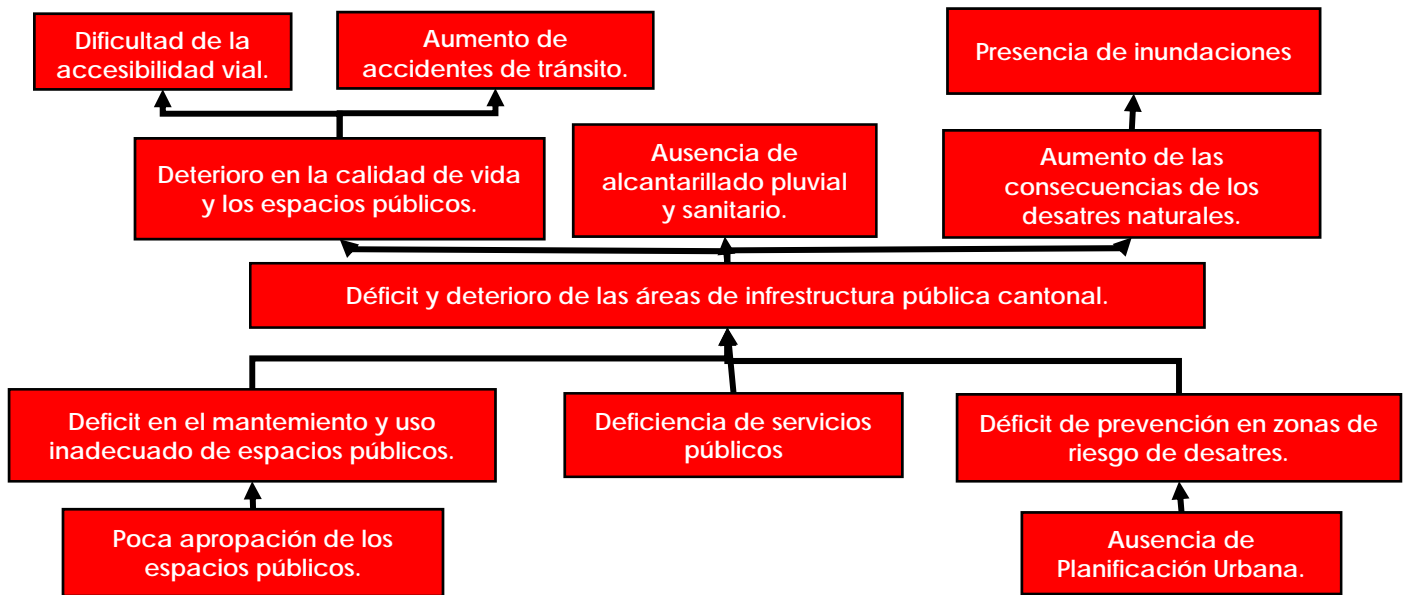 Dificultad de la
accesibilidad vial.
Aumento de
accidentes de tránsito.
Presencia de inundaciones
Deterioro en la calidad de vida
y los espacios públicos.
Ausencia de
alcantarillado pluvial
y sanitario.
Aumento de las
consecuencias de los
desatres naturales.
Déficit y deterioro de las áreas de infrestructura pública cantonal.
Deficit en el mantemiento y uso
inadecuado de espacios públicos.
Deficiencia de servicios
públicos
Déficit de prevención en zonas de
riesgo de desatres.
Poca apropación de los
espacios públicos.
Ausencia de
Planificación Urbana.